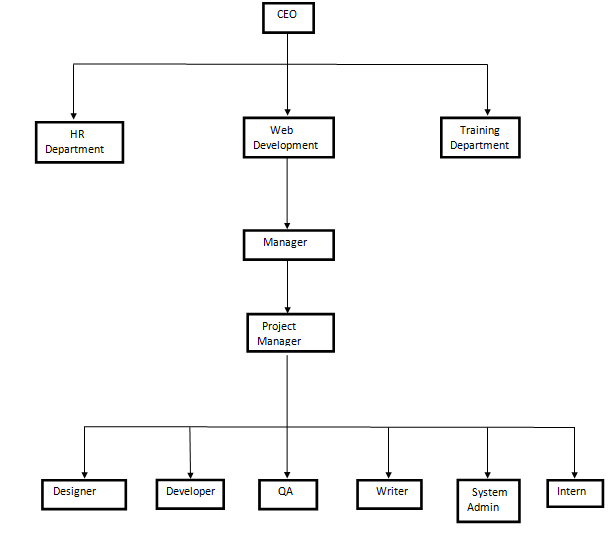 CEO
HR
Department
Web
Development
Training
Department
Manager
Project
Manager
Designer
Developer
QA
Writer
System
Admin
Intern